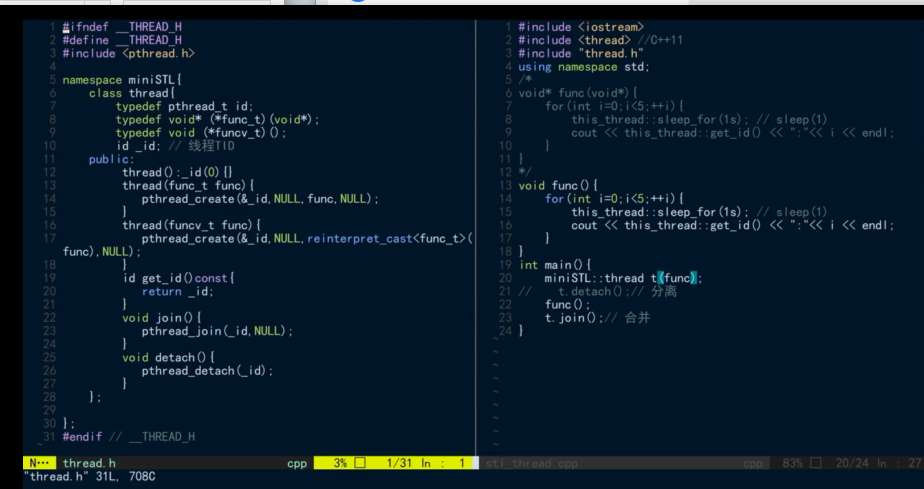 1 #ifndef __THREAD_H
2 #define __THREAD_H
3 #include <pthread.h>
4
5 namespace miniSTL{
6     class thread{
7         typedef pthread_t id;
8         typedef void* (*func_t)(void*);
9         typedef void (*funcv_t)();
10         id _id; // 线程TID
11     public:
12         thread():_id(0){}
13         thread(func_t func){
14             pthread_create(&_id,NULL,func,NULL);
15         }
16         thread(funcv_t func){
17             pthread_create(&_id,NULL,reinterpret_cast<func_t>(
func),NULL);
18         }
19         id get_id()const{
20             return _id;
21         }
22         void join(){
23             pthread_join(_id,NULL);
24         }
25         void detach(){
26             pthread_detach(_id);
27         }
28     };
29
30 };
31 #endif // __THREAD_H
~
N… thread.h cpp 3% 1/31 ln : 1
"thread.h" 31L, 708C
1 #include <iostream>
2 #include <thread> //C++11
3 #include "thread.h"
4 using namespace std;
5 /*
6 void* func(void*){
7     for(int i=0;i<5;++i){
8         this_thread::sleep_for(1s); // sleep(1)
9         cout << this_thread::get_id() << ":"<< i << endl;
10     }
11 }
12 */
13 void func(){
14     for(int i=0;i<5;++i){
15         this_thread::sleep_for(1s); // sleep(1)
16         cout << this_thread::get_id() << ":"<< i << endl;
17     }
18 }
19 int main(){
20     miniSTL::thread t(func);
21 //    t.detach();// 分离
22     func();
23     t.join();// 合并
24 }
~
~
~
~
~
~
~
~
stl_thread.cpp cpp 83% 20/24 ln : 27